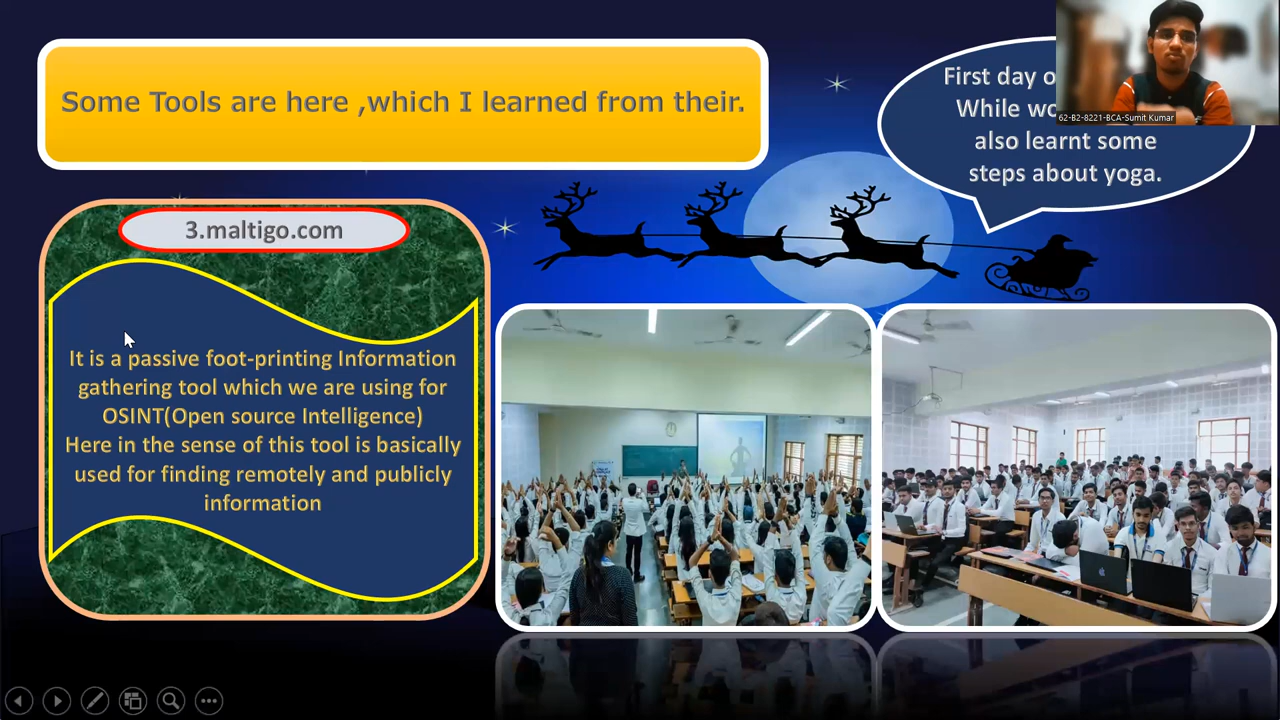 Some Tools are here ,which I learned from their.
First day o
While wo
also learnt some
steps about yoga.
62-B2-8221-BCA-Sumit Kumar
3.maltigo.com
It is a passive foot-printing Information
gathering tool which we are using for
OSINT(Open source Intelligence)
Here in the sense of this tool is basically
used for finding remotely and publicly
information